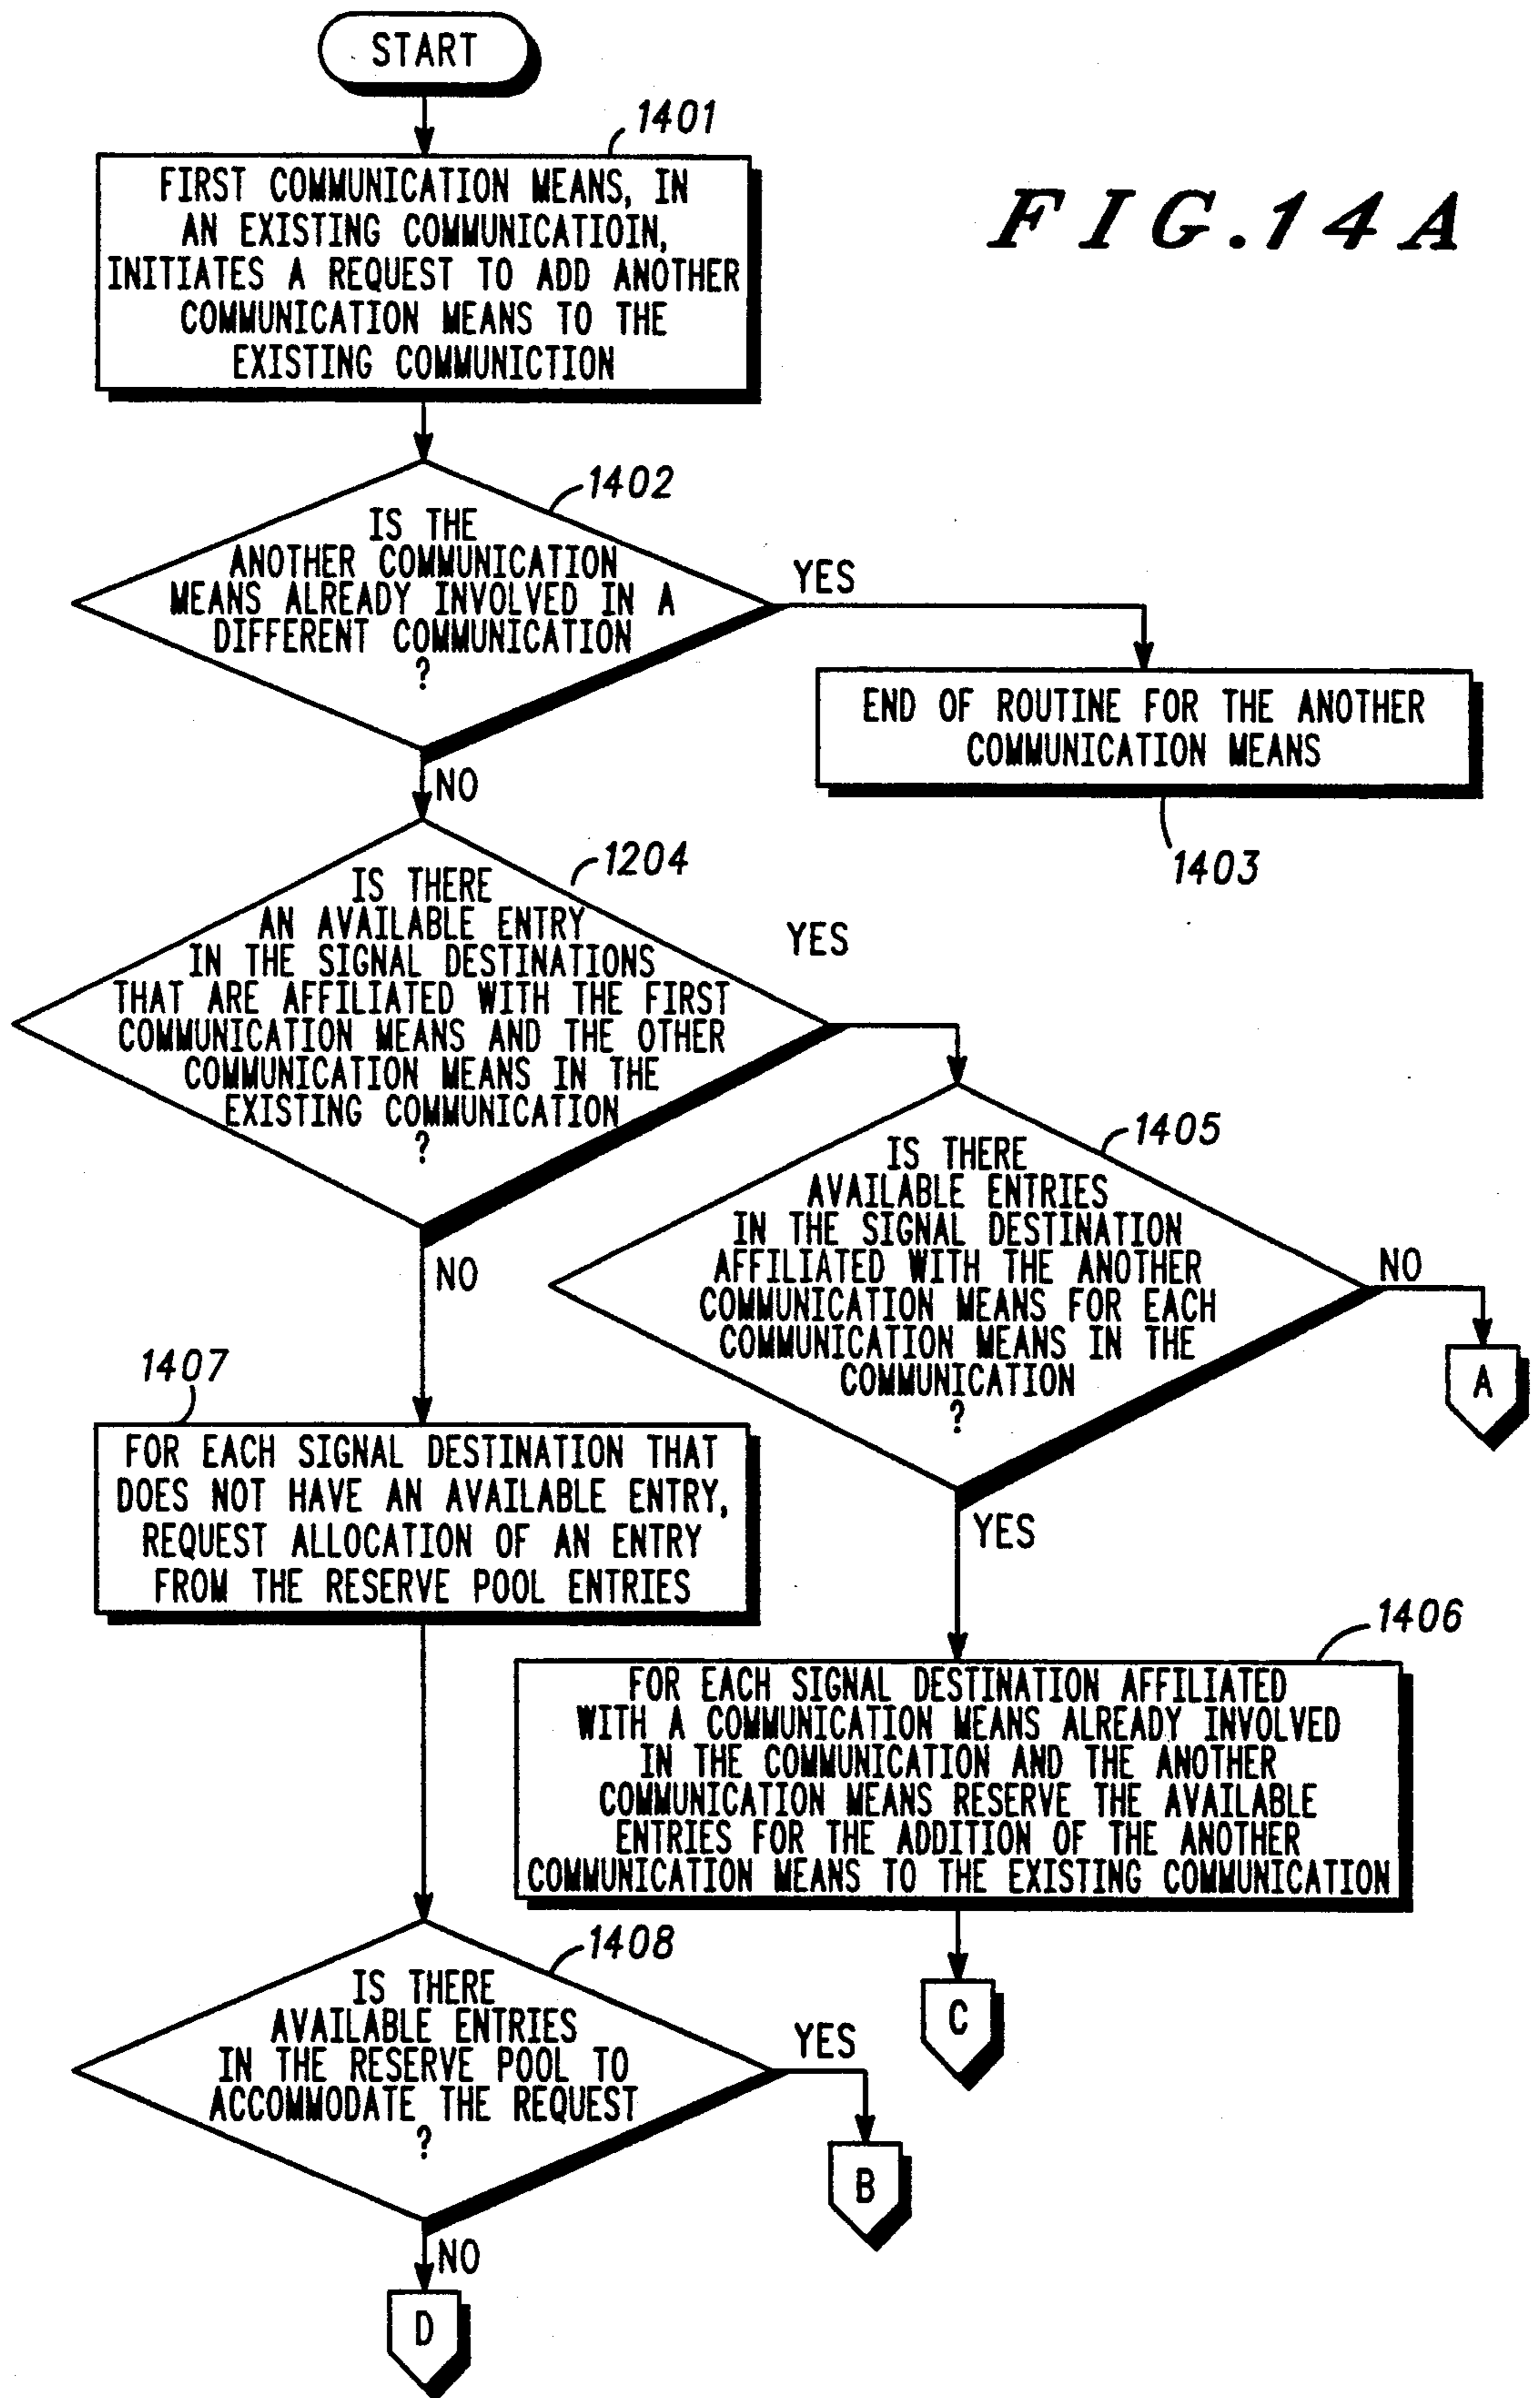 START
1401
FIRST COMMUNICATION MEANS, IN
AN EXISTING COMMUNICATIOIN,
INITIATES A REQUEST TO ADD ANOTHER
COMMUNICATION MEANS TO THE
EXISTING COMMUNICTION
FIG.14A
1402
IS THE
ANOTHER COMMUNICATION
MEANS ALREADY INVOLVED IN A
DIFFERENT COMMUNICATION
?
YES
END OF ROUTINE FOR THE ANOTHER
COMMUNICATION MEANS
1403
NO
1204
IS THERE
AN AVAILABLE ENTRY
IN THE SIGNAL DESTINATIONS
THAT ARE AFFILIATED WITH THE FIRST
COMMUNICATION MEANS AND THE OTHER
COMMUNICATION MEANS IN THE
EXISTING COMMUNICATION
?
YES
1405
IS THERE
AVAILABLE ENTRIES
IN THE SIGNAL DESTINATION
AFFILIATED WITH THE ANOTHER
COMMUNICATION MEANS FOR EACH
COMMUNICATION MEANS IN THE
COMMUNICATION
?
NO
A
NO
1407
FOR EACH SIGNAL DESTINATION THAT
DOES NOT HAVE AN AVAILABLE ENTRY,
REQUEST ALLOCATION OF AN ENTRY
FROM THE RESERVE POOL ENTRIES
YES
1406
FOR EACH SIGNAL DESTINATION AFFILIATED
WITH A COMMUNICATION MEANS ALREADY INVOLVED
IN THE COMMUNICATION AND THE ANOTHER
COMMUNICATION MEANS RESERVE THE AVAILABLE
ENTRIES FOR THE ADDITION OF THE ANOTHER
COMMUNICATION MEANS TO THE EXISTING COMMUNICATION
C
1408
IS THERE
AVAILABLE ENTRIES
IN THE RESERVE POOL TO
ACCOMMODATE THE REQUEST
?
YES
B
NO
D